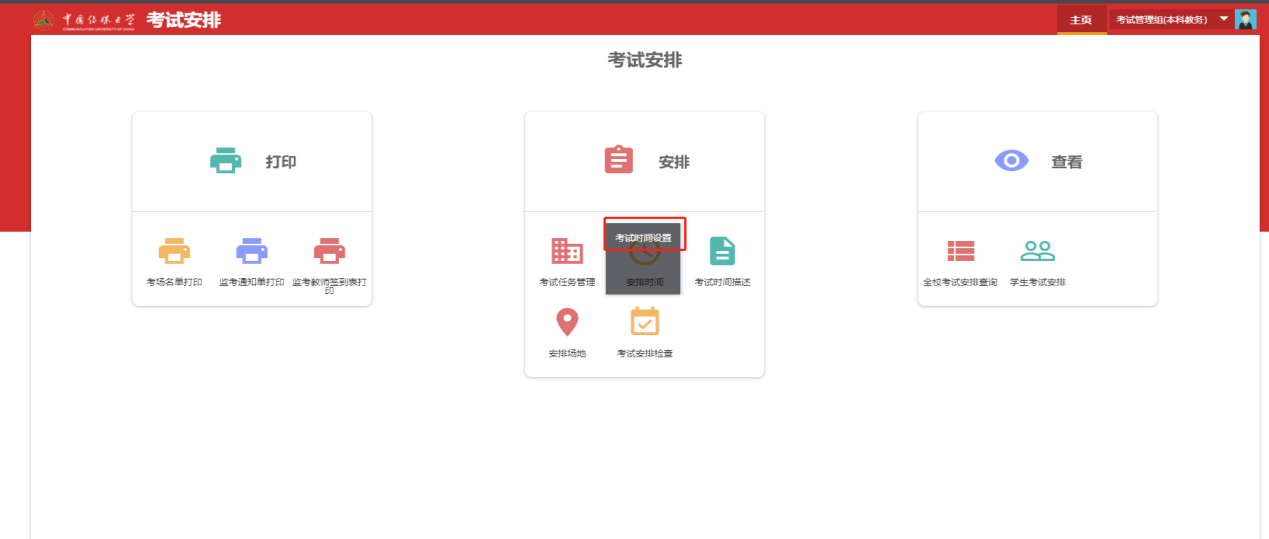 中国传媒大学
COMMUNICATION UNIVERSITY OF CHINA
考试安排
主页
考试管理组(本科教务)
考试安排
打印
考场名单打印
监考通知单打印
监考教师签到表打
印
安排
考试任务管理
考试时间设置
安排时间
考试时间描述
安排场地
考试安排检查
查看
全校考试安排查询
学生考试安排